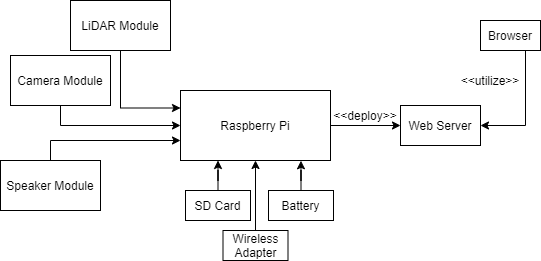 LiDAR Module
Browser
Camera Module
<<utilize>>
<<deploy>>
Raspberry Pi
Web Server
Speaker Module
SD Card
Battery
Wireless
Adapter